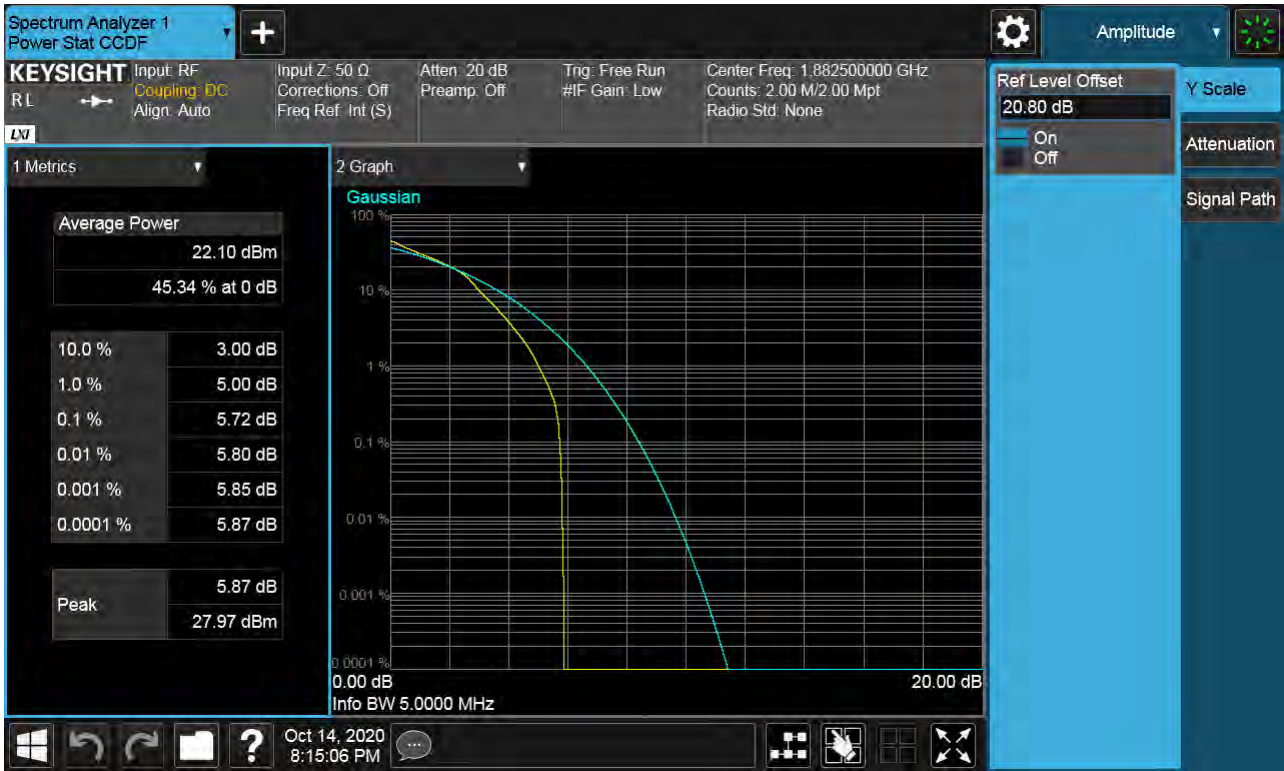 Spectrum Analyzer 1
Power Stat CCDF
+
Amplitude
KEYSIGHT
RL
LXI
Input: RF
Coupling: DC
Align: Auto
Input Z: 50 Ω
Corrections: Off
Freq Ref: Int (S)
Atten: 20 dB
Preamp: Off
Trig: Free Run
#IF Gain: Low
Center Freq: 1.882500000 GHz
Counts: 2.00 M/2.00 Mpt
Radio Std: None
Ref Level Offset
20.80 dB
On
Off
Y Scale
Attenuation
Signal Path
1 Metrics
Average Power
22.10 dBm
45.34 % at 0 dB
10.0 % 3.00 dB
1.0 % 5.00 dB
0.1 % 5.72 dB
0.01 % 5.80 dB
0.001 % 5.85 dB
0.0001 % 5.87 dB
Peak
5.87 dB
27.97 dBm
2 Graph
Gaussian
100 %
10 %
1 %
0.1 %
0.01 %
0.001 %
0.0001 %
0.00 dB 20.00 dB
Info BW 5.0000 MHz
?
Oct 14, 2020
8:15:06 PM